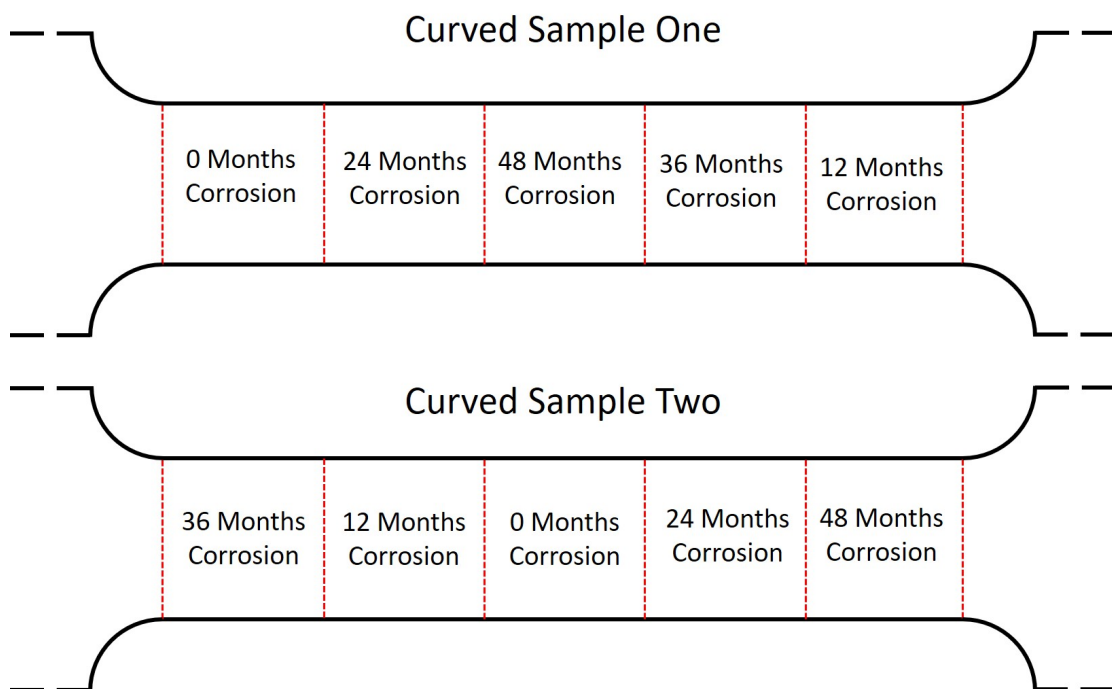 Curved Sample One
0 Months
Corrosion
24 Months
Corrosion
48 Months
Corrosion
36 Months
Corrosion
12 Months
Corrosion
Curved Sample Two
36 Months
Corrosion
12 Months
Corrosion
0 Months
Corrosion
24 Months
Corrosion
48 Months
Corrosion